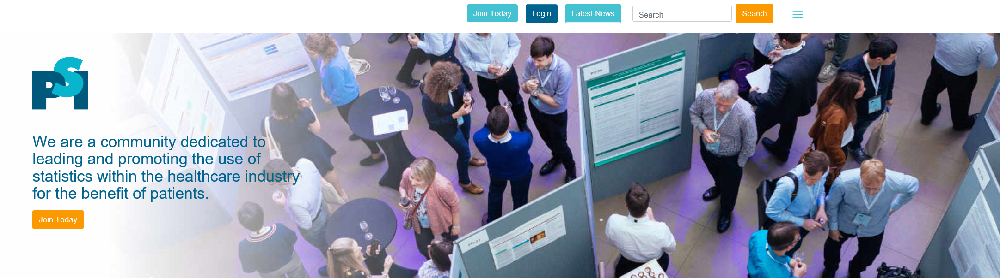 Join Today
Login
Latest News
Search
Search
PSI
We are a community dedicated to
leading and promoting the use of
statistics within the healthcare industry
for the benefit of patients.
Join Today